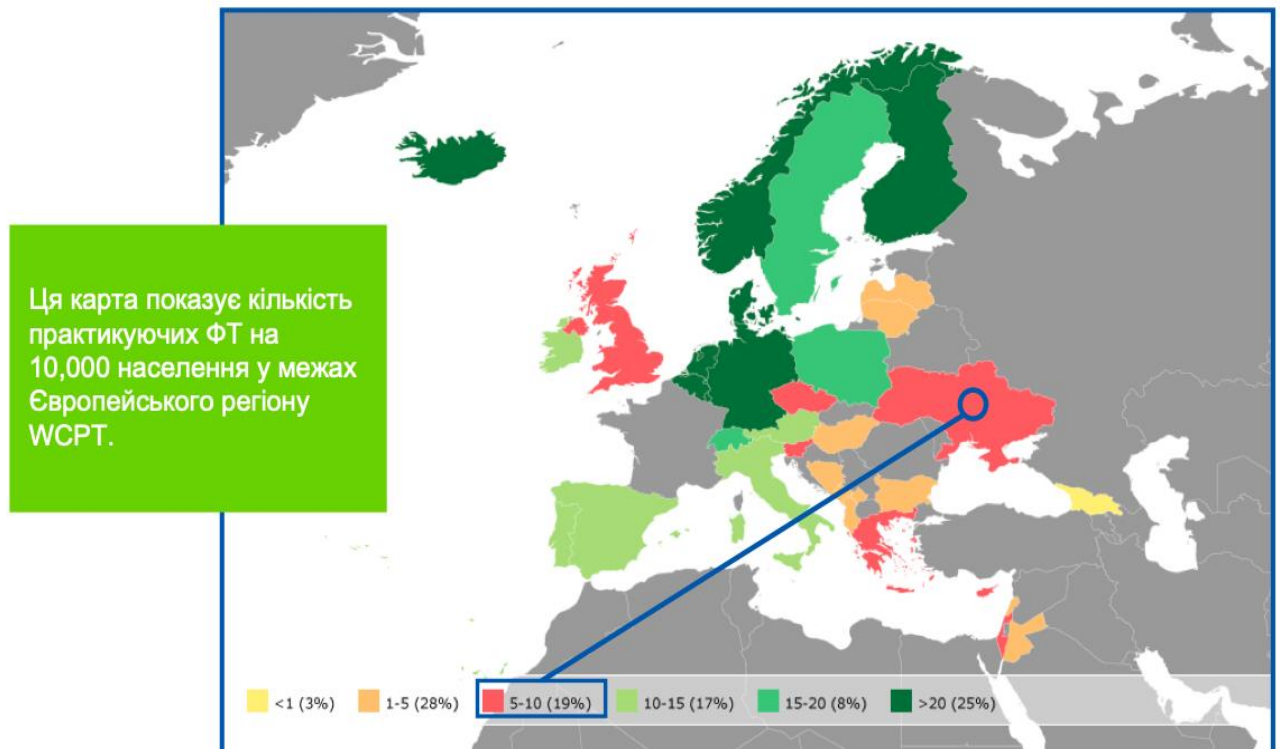 Ця карта показує кількість
практикуючих ФТ на
10,000 населення у межах
Європейського регіону
WCPT.
<1 (3%) 1-5 (28%) 5-10 (19%) 10-15 (17%) 15-20 (8%) >20 (25%)